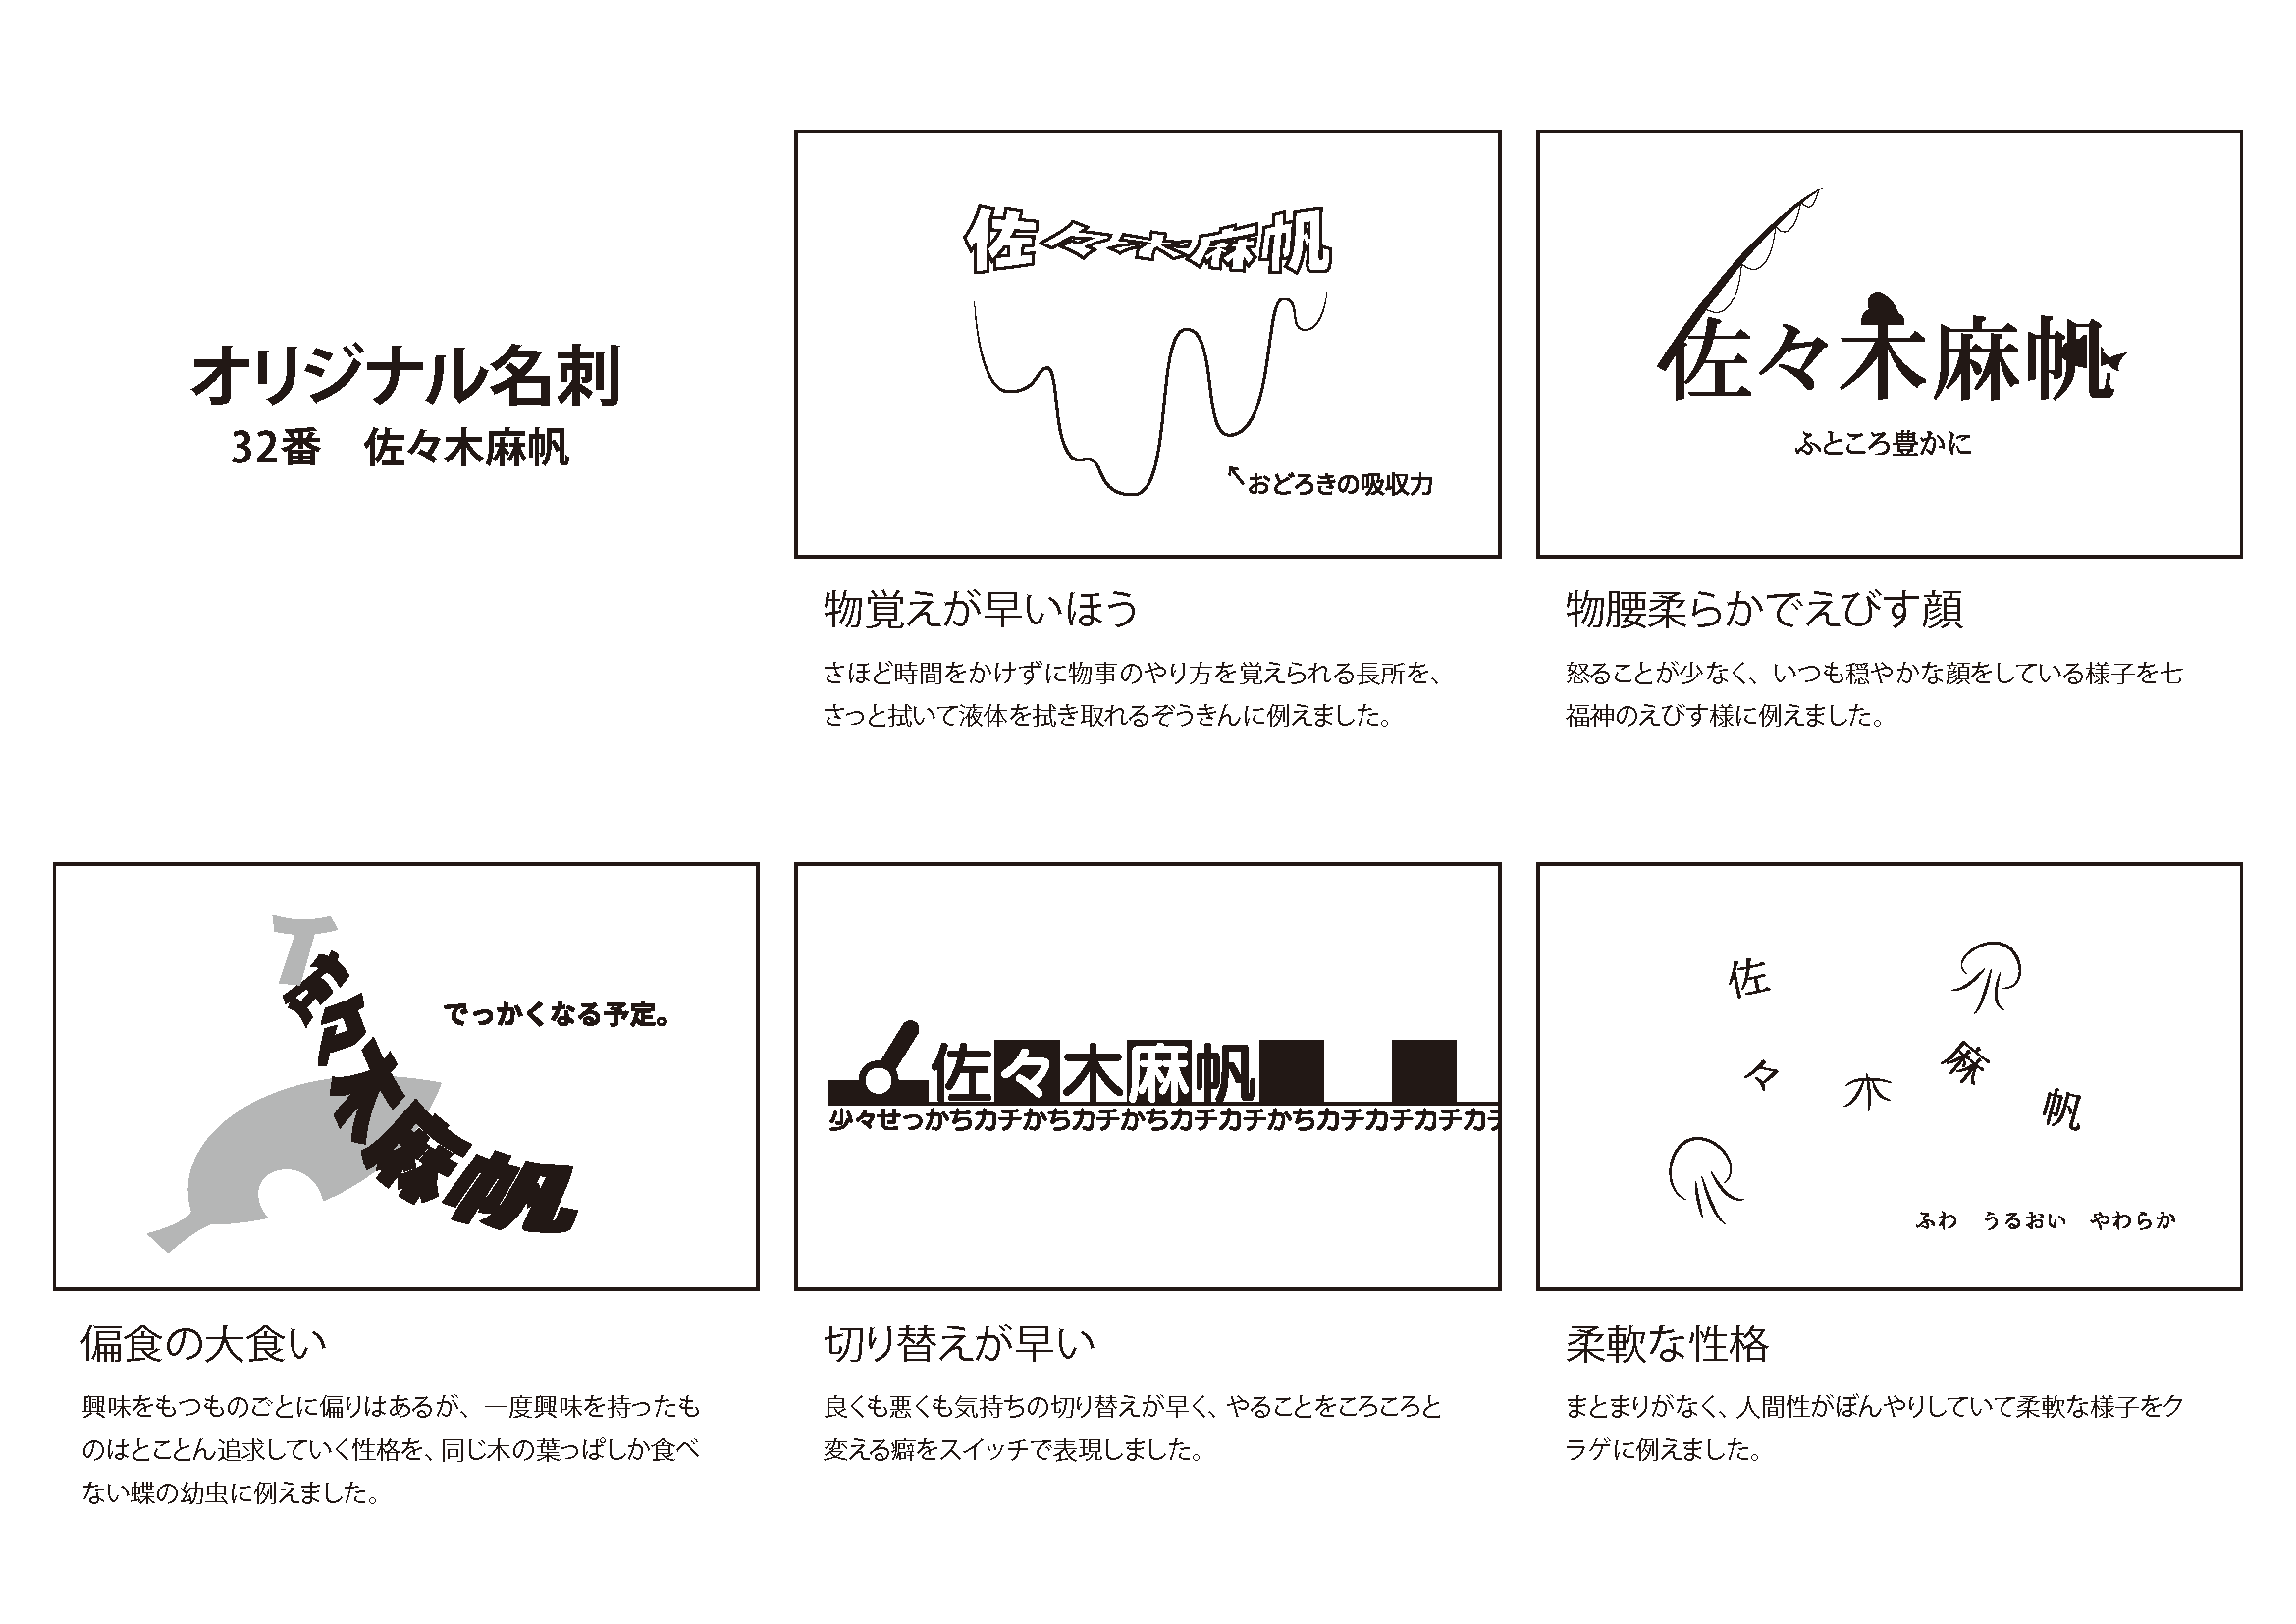 オリジナル名刺
32番　佐々木麻帆
佐々木麻帆
↖おどろきの吸収力
物覚えが早いほう
さほど時間をかけずに物事のやり方を覚えられる長所を、
さっと拭いて液体を拭き取れるぞうきんに例えました。
佐々木麻帆
ふところ豊かに
物腰柔らかでえびす顔
怒ることが少なく、いつも穏やかな顔をしている様子を七
福神のえびす様に例えました。
佐々木麻帆
でっかくなる予定。
偏食の大食い
興味をもつものごとに偏りはあるが、一度興味を持ったも
のはとことん追求していく性格を、同じ木の葉っぱしか食べ
ない蝶の幼虫に例えました。
佐々木麻帆
少々せっかちカチかちカチかちカチカチかちカチカチカチカチ
切り替えが早い
良くも悪くも気持ちの切り替えが早く、やることをころころと
変える癖をスイッチで表現しました。
佐々木麻帆
ふわ　うるおい　やわらか
柔軟な性格
まとまりがなく、人間性がぼんやりしていて柔軟な様子をク
ラゲに例えました。